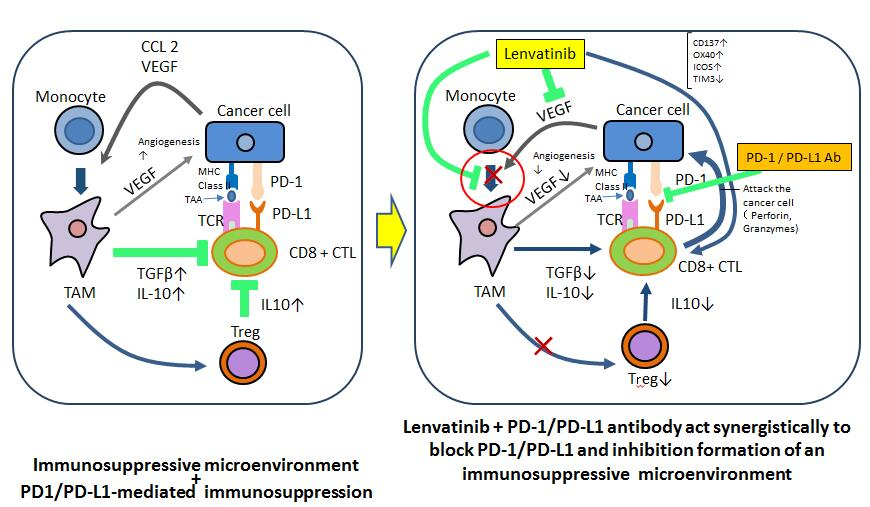 CCL 2
VEGF
Monocyte
Cancer cell
Angiogenesis
↑
VEGF
MHC
Class II
TAA
PD-1
PD-L1
TCR
CD8 + CTL
TGFβ↑
IL-10↑
TAM
IL10↑
Treg
Immunosuppressive microenvironment
+
PD1/PD-L1-mediated immunosuppression
Lenvatinib
CD137↑
OX40↑
ICOS↑
TIM3↓
Monocyte
VEGF
Cancer cell
PD-1 / PD-L1 Ab
Angiogenesis
↓
VEGF↓
MHC
Class II
TAA
PD-1
PD-L1
TCR
Attack the
cancer cell
( Perforin,
Granzymes)
CD8+ CTL
TGFβ↓
IL-10↓
TAM
IL10↓
Treg↓
Lenvatinib + PD-1/PD-L1 antibody act synergistically to
block PD-1/PD-L1 and inhibition formation of an
immunosuppressive microenvironment